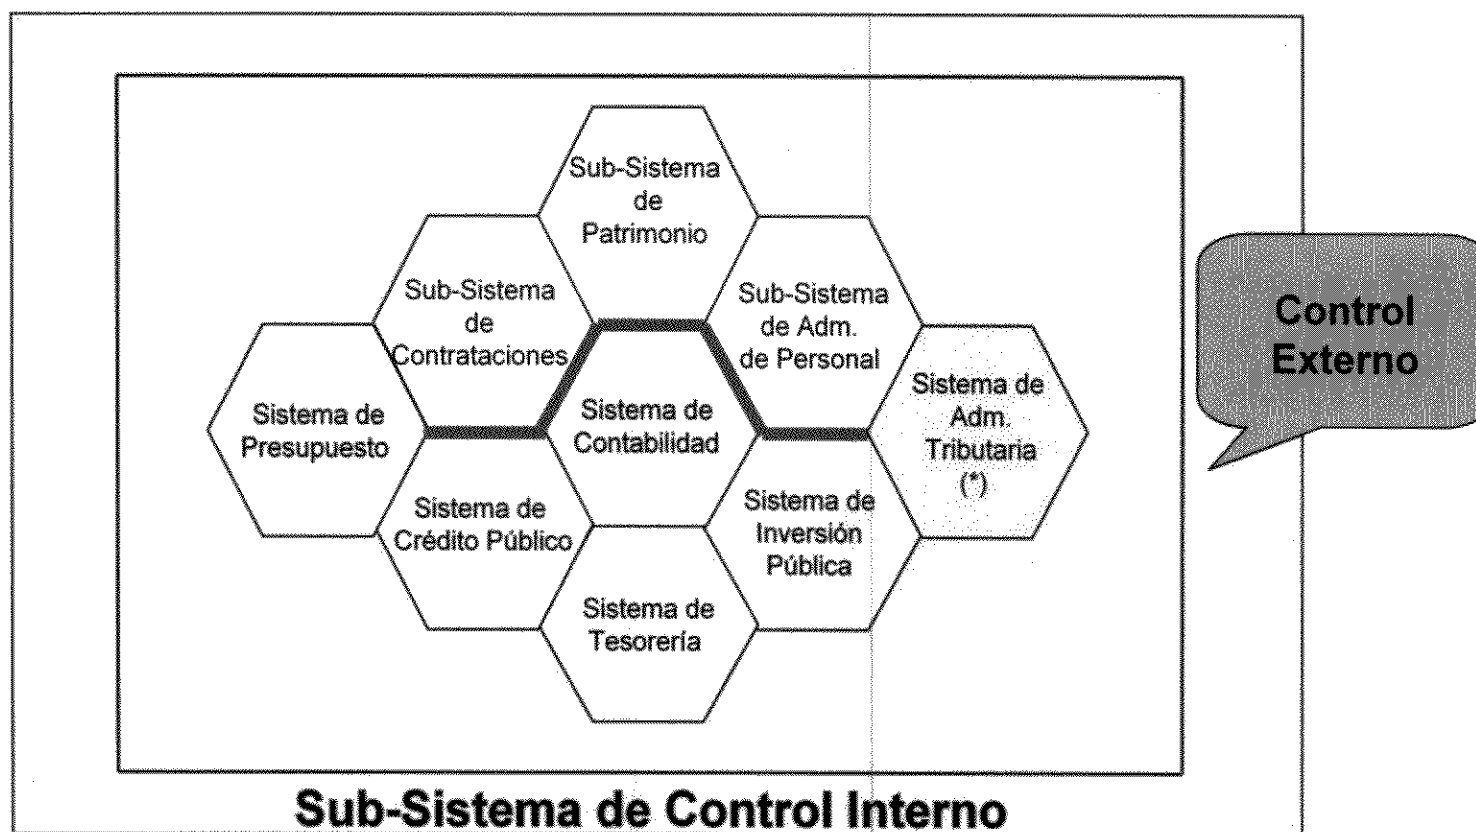 Sub-Sistema
de
Patrimonio
Sub-Sistema
de
Contrataciones
Sub-Sistema
de Adm.
de Personal
Sistema de
Presupuesto
Sistema de
Contabilidad
Sistema de
Adm.
Tributaria
(*)
Sistema de
Crédito Público
Sistema de
Inversión
Pública
Sistema de
Tesorería
Control
Externo
Sub-Sistema de Control Interno